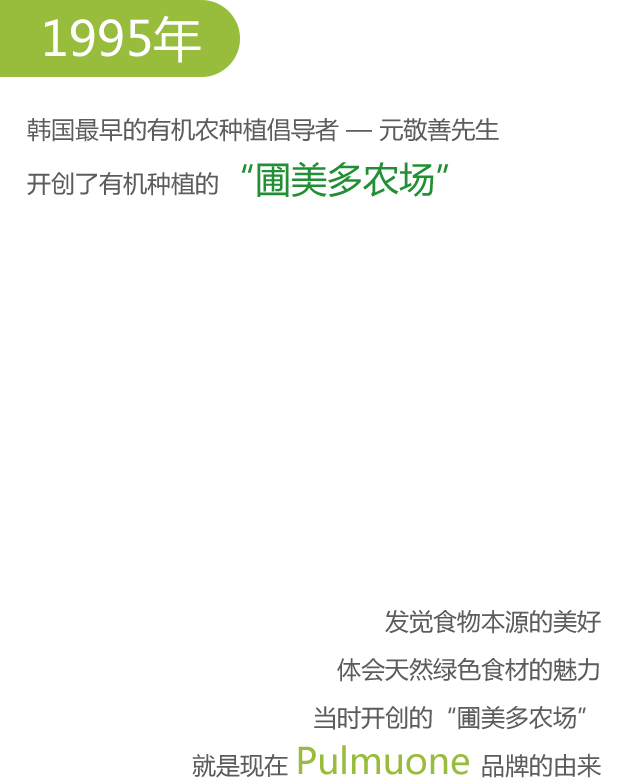 1995年
韩国最早的有机农种植倡导者 — 元敬善先生
开创了有机种植的 “圃美多农场”
发觉食物本源的美好
体会天然绿色食材的魅力
当时开创的“圃美多农场”
就是现在 Pulmuone 品牌的由来